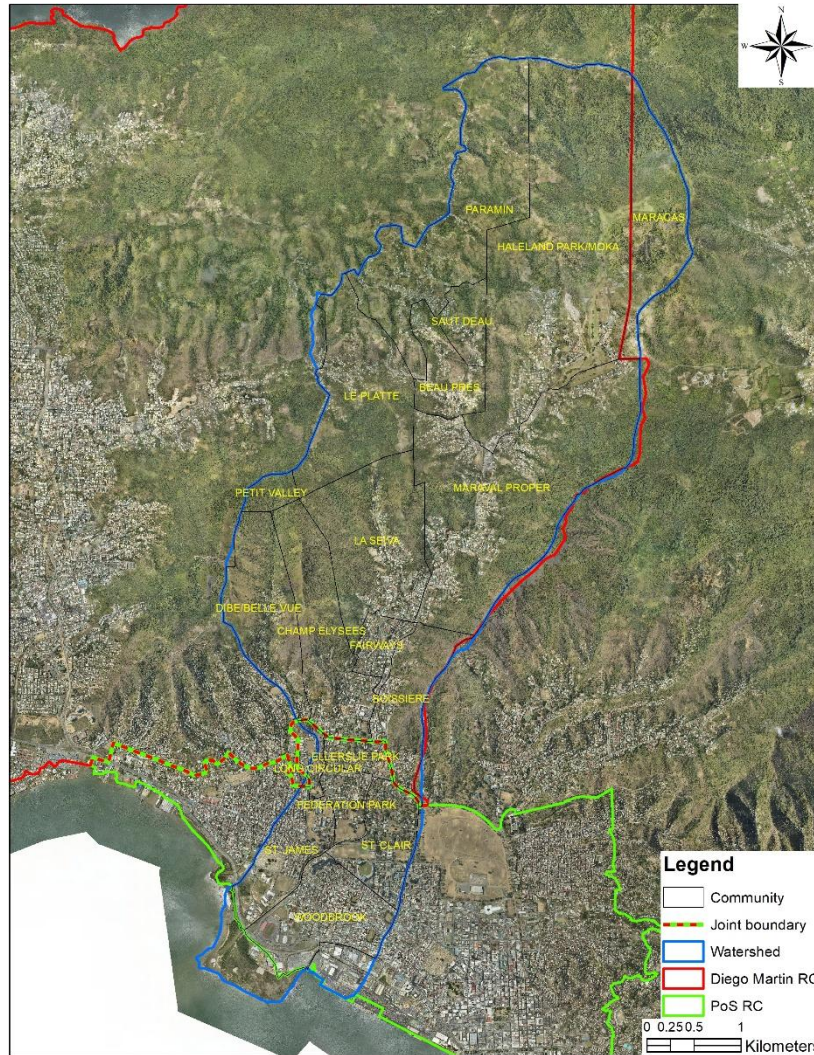 N
W
E
S
PARAMIN
MARACAS
HALELAND PARK/MOKA
SAUT DEAU
BEAU PRES
LE PLATTE
MARAVAL PROPER
PETIT VALLEY
LA SEIVA
DIBE/BELLE VUE
CHAMP ELYSEES
FAIRWAYS
BOISSIERE
ELLERSLIE PARK
LONG CIRCULAR
FEDERATION PARK
ST. JAMES
ST. CLAIR
WOODBROOK
Legend
Community
Joint boundary
Watershed
Diego Martin RC
PoS RC
0 0.25 0.5 1
Kilometers